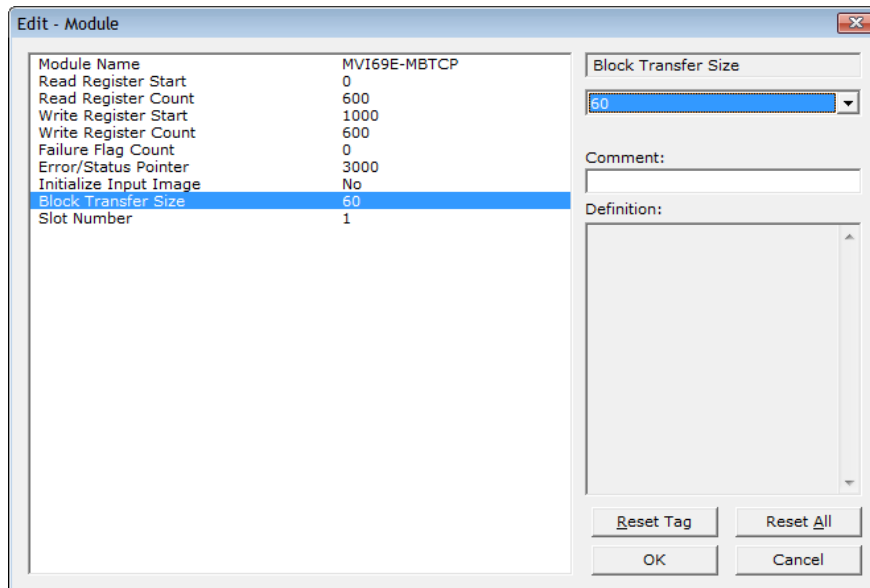 Edit - Module
Module Name MVI69E-MBTCP
Read Register Start 0
Read Register Count 600
Write Register Start 1000
Write Register Count 600
Failure Flag Count 0
Error/Status Pointer 3000
Initialize Input Image No
Block Transfer Size 60
Slot Number 1
Block Transfer Size
60
Comment:
Definition:
Reset Tag Reset All
OK Cancel